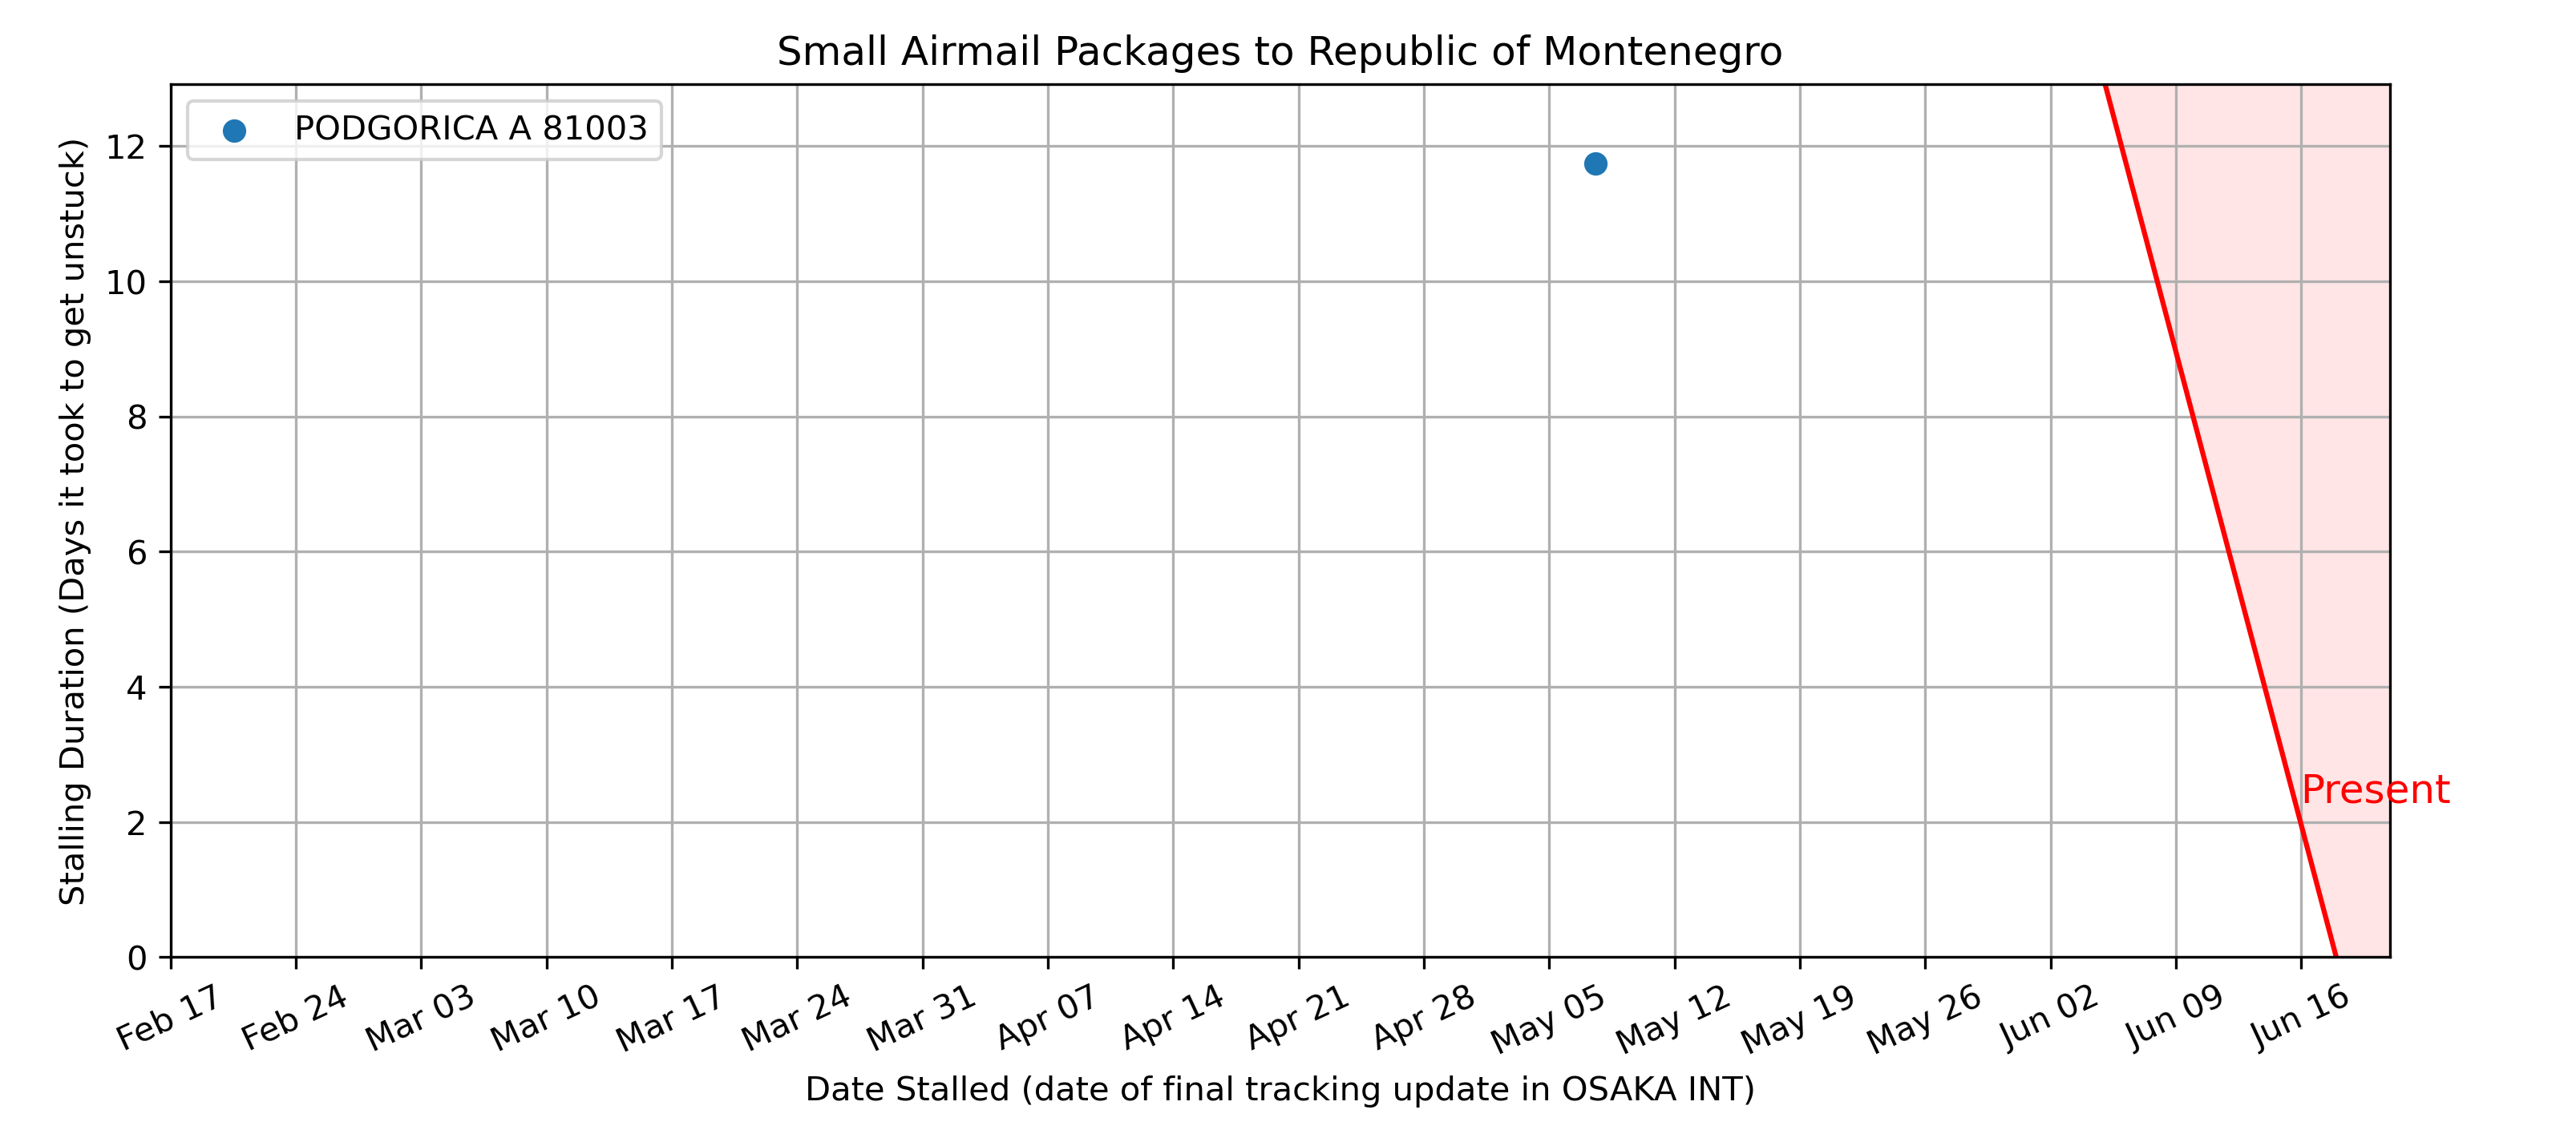 Small Airmail Packages to Republic of Montenegro
PODGORICA A 81003
Stalling Duration (Days it took to get unstuck)
12
10
8
6
4
2
0
Present
Feb 17 Feb 24 Mar 03 Mar 10 Mar 17 Mar 24 Mar 31 Apr 07 Apr 14 Apr 21 Apr 28 May 05 May 12 May 19 May 26 Jun 02 Jun 09 Jun 16
Date Stalled (date of final tracking update in OSAKA INT)